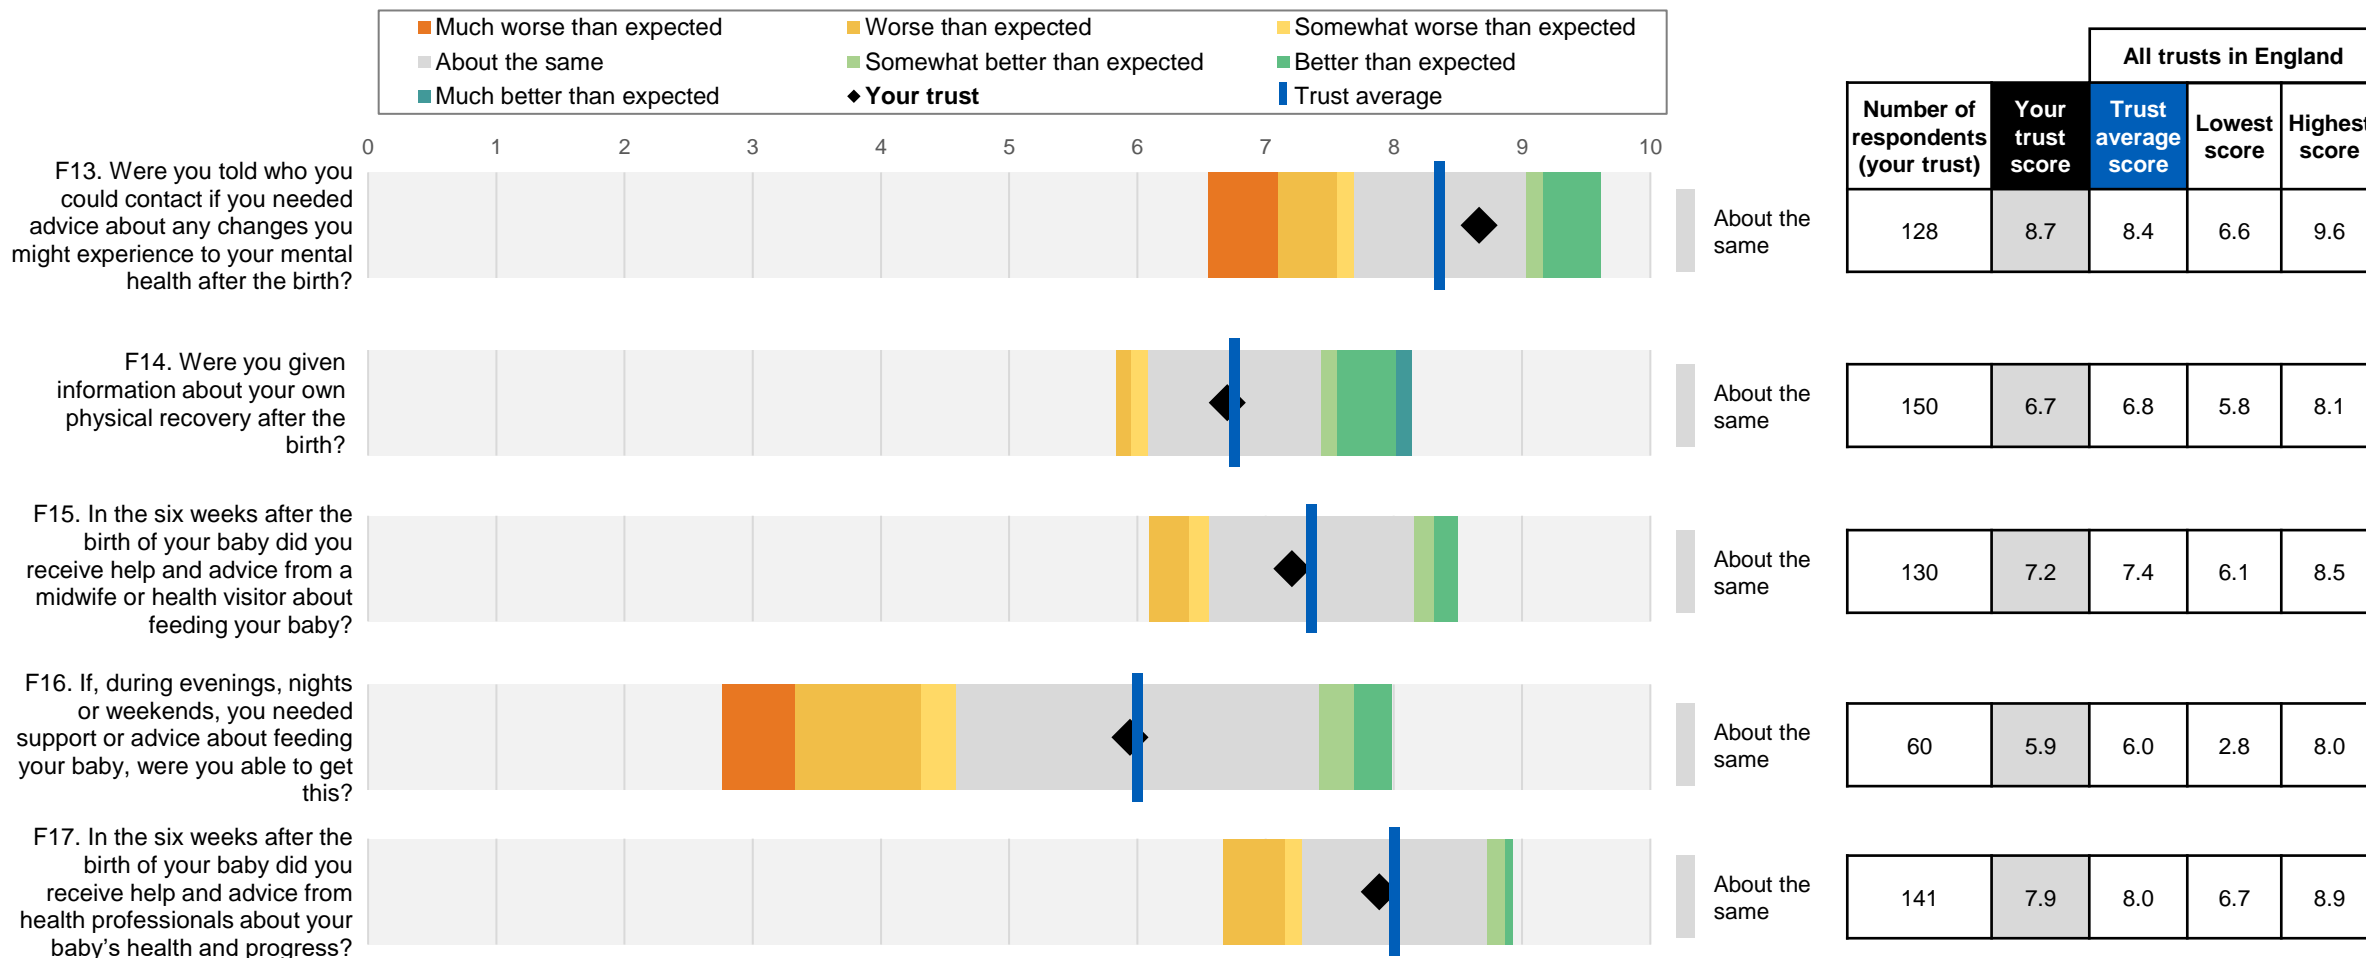 Much worse than expected
Worse than expected
Somewhat worse than expected
About the same
Somewhat better than expected
Better than expected
Much better than expected
Your trust
Trust average
All trusts in England
Number of
respondents
(your trust)
Your
trust
score
Trust
average
score
Lowest
score
Highest
score
0 1 2 3 4 5 6 7 8 9 10
F13. Were you told who you
could contact if you needed
advice about any changes you
might experience to your mental
health after the birth?
About the
same
128 8.7 8.4 6.6 9.6
F14. Were you given
information about your own
physical recovery after the
birth?
About the
same
150 6.7 6.8 5.8 8.1
F15. In the six weeks after the
birth of your baby did you
receive help and advice from a
midwife or health visitor about
feeding your baby?
About the
same
130 7.2 7.4 6.1 8.5
F16. If, during evenings, nights
or weekends, you needed
support or advice about feeding
your baby, were you able to get
this?
About the
same
60 5.9 6.0 2.8 8.0
F17. In the six weeks after the
birth of your baby did you
receive help and advice from
health professionals about your
baby's health and progress?
About the
same
141 7.9 8.0 6.7 8.9